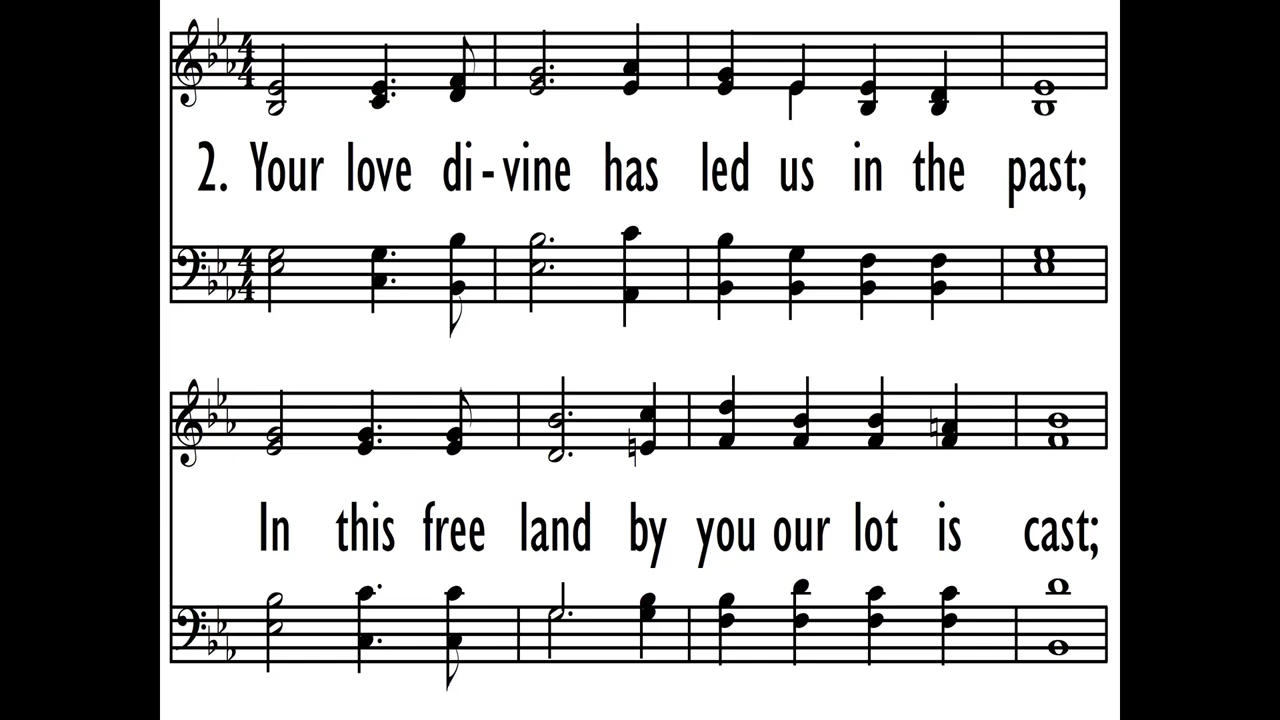 2. Your love di-vine has led us in the past;
In this free land by you our lot is cast;